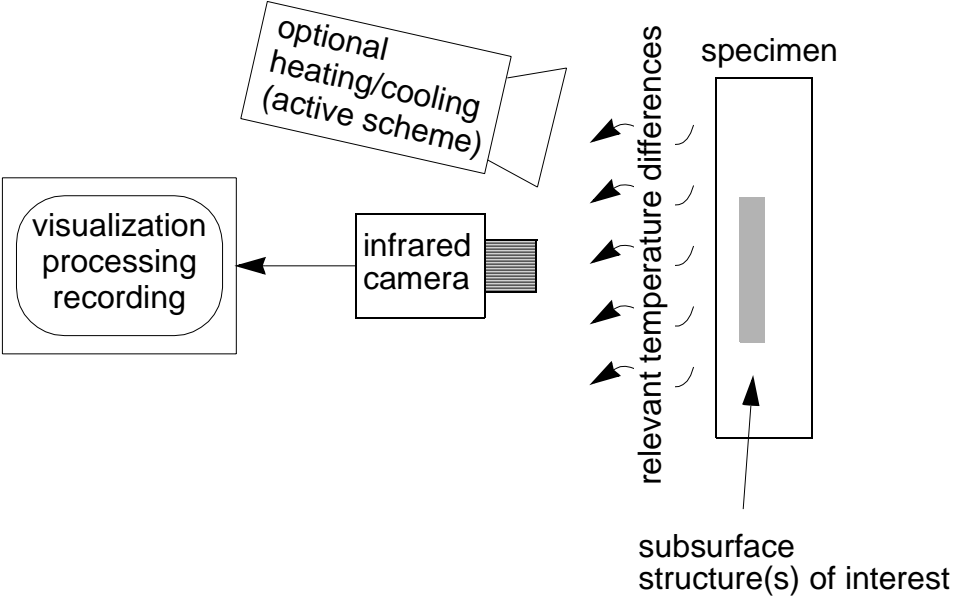 optional
heating/cooling
(active scheme)
relevant temperature differences
specimen
visualization
processing
recording
infrared
camera
subsurface
structure(s) of interest